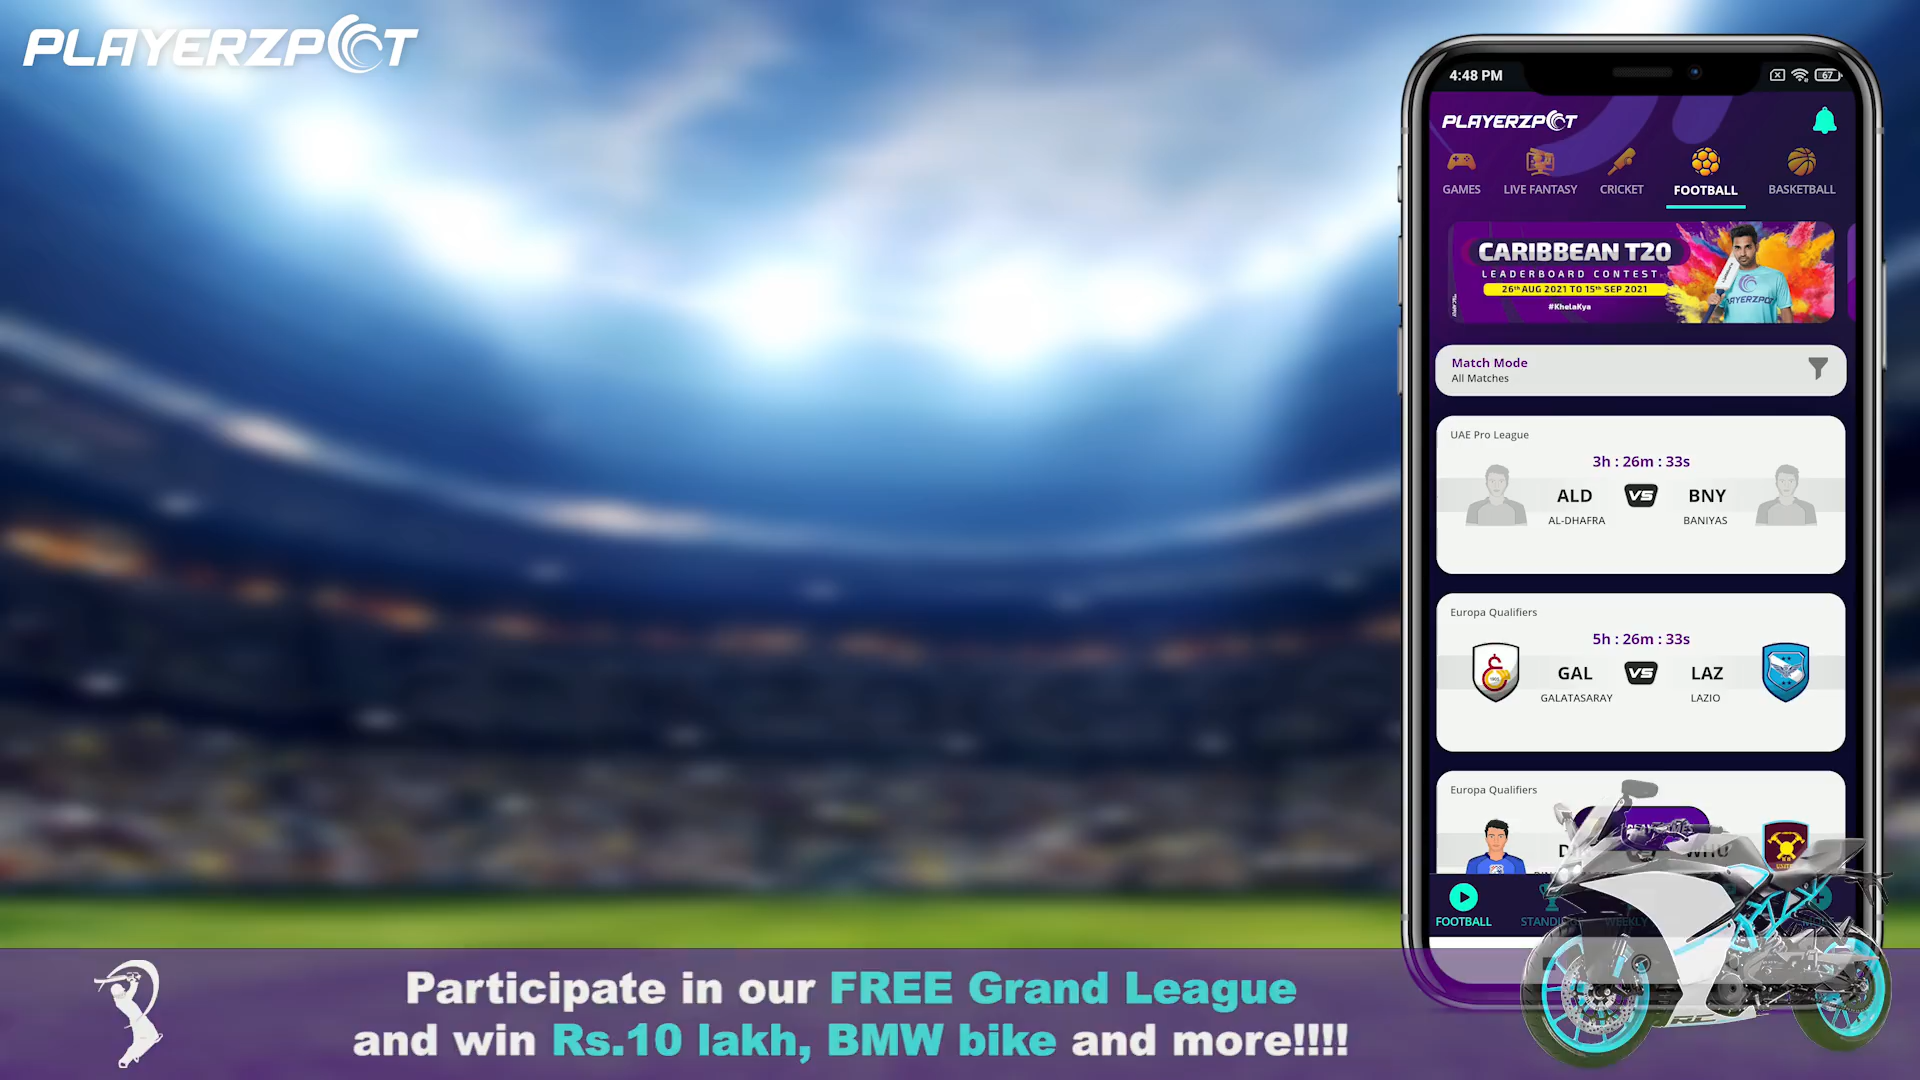 PLAYERZPOT
4:48 PM
67
PLAYERZPOT
GAMES
LIVE FANTASY
CRICKET
FOOTBALL
BASKETBALL
CARIBBEAN T20
LEADERBOARD CONTEST
26th AUG 2021 TO 15th SEP 2021
#KhelaKya
Match Mode
All Matches
UAE Pro League
3h : 26m : 33s
ALD VS BNY
AL-DHAFRA BANIYAS
Europa Qualifiers
5h : 26m : 33s
GAL VS LAZ
GALATASARAY LAZIO
Europa Qualifiers
WHU
FOOTBALL
WEEKLY
Participate in our FREE Grand League
and win Rs.10 lakh, BMW bike and more!!!!